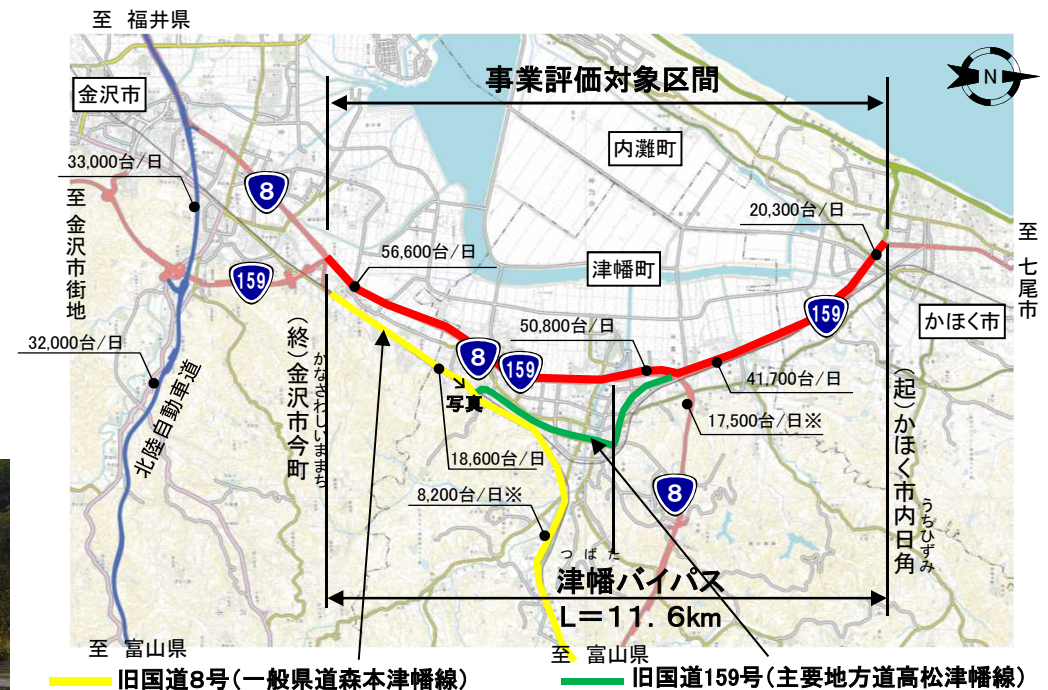 至 福井県
事業評価対象区間
N
金沢市
内灘町
33,000台/日
8
20,300台/日
至 金沢市街地
56,600台/日
津幡町
至 七尾市
159
50,800台/日
159
かほく市
32,000台/日
8
159
41,700台/日
写真
17,500台/日※
北陸自動車道
(終)金沢市今町
かなざわしいままち
18,600台/日
8
(起)かほく市内日角
うちひずみ
8,200台/日※
つばた
津幡バイパス
L=11.6km
至 富山県
至 富山県
旧国道8号(一般県道森本津幡線)
旧国道159号(主要地方道高松津幡線)